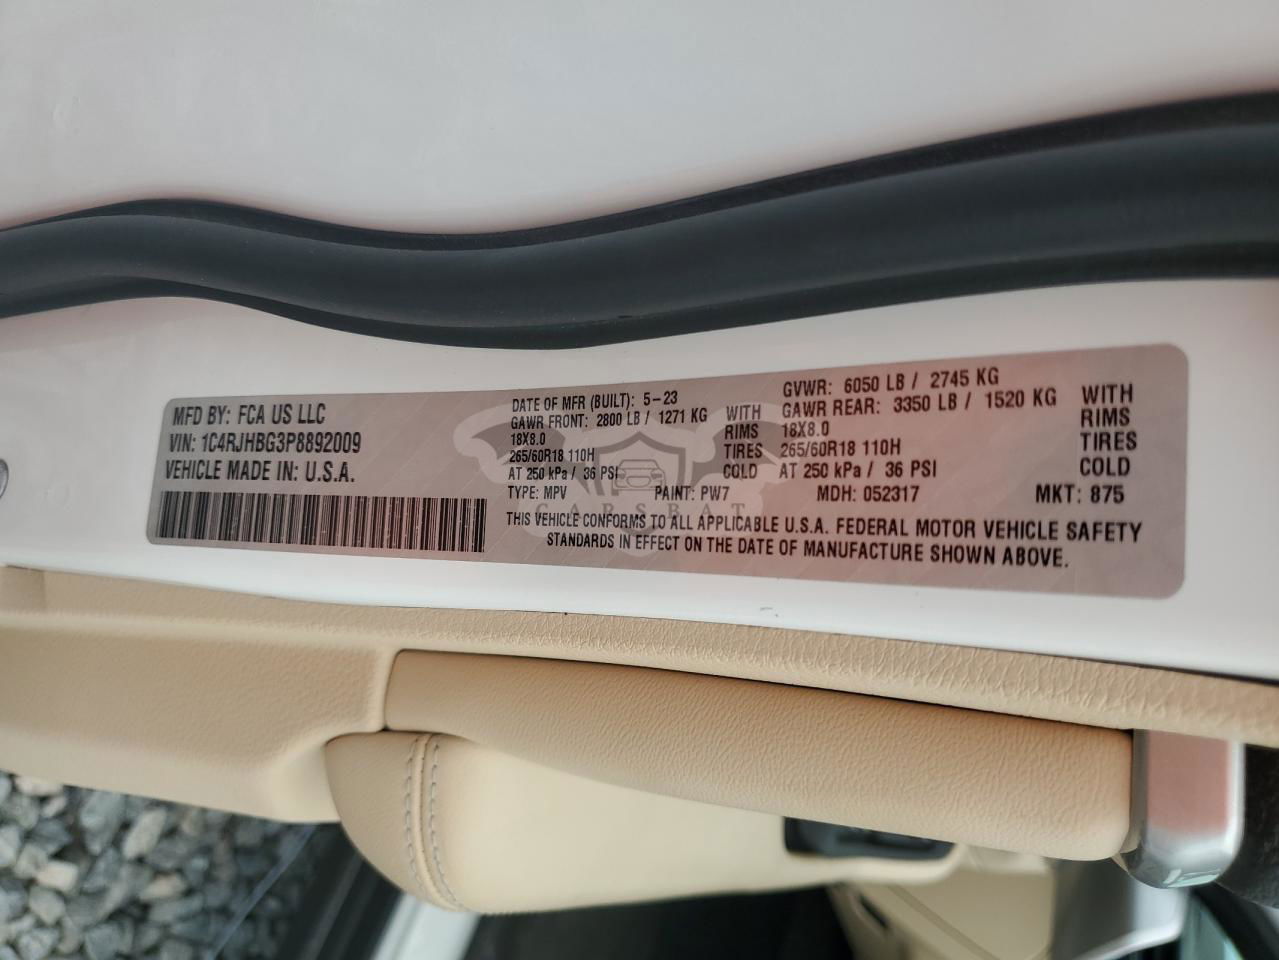 MFD BY: FCA US LLC
VIN: 1C4RJHBG3P8892009
VEHICLE MADE IN: U.S.A.
DATE OF MFR (BUILT): 5-23
GAWR FRONT: 2800 LB / 1271 KG WITH
18X8.0 RIMS
265/60R18 110H TIRES
AT 250 kPa / 36 PSI COLD
GVWR: 6050 LB / 2745 KG
GAWR REAR: 3350 LB / 1520 KG WITH
18X8.0 RIMS
265/60R18 110H TIRES
AT 250 kPa / 36 PSI COLD
TYPE: MPV PAINT: PW7 MDH: 052317 MKT: 875
CARSBAT
THIS VEHICLE CONFORMS TO ALL APPLICABLE U.S.A. FEDERAL MOTOR VEHICLE SAFETY
STANDARDS IN EFFECT ON THE DATE OF MANUFACTURE SHOWN ABOVE.